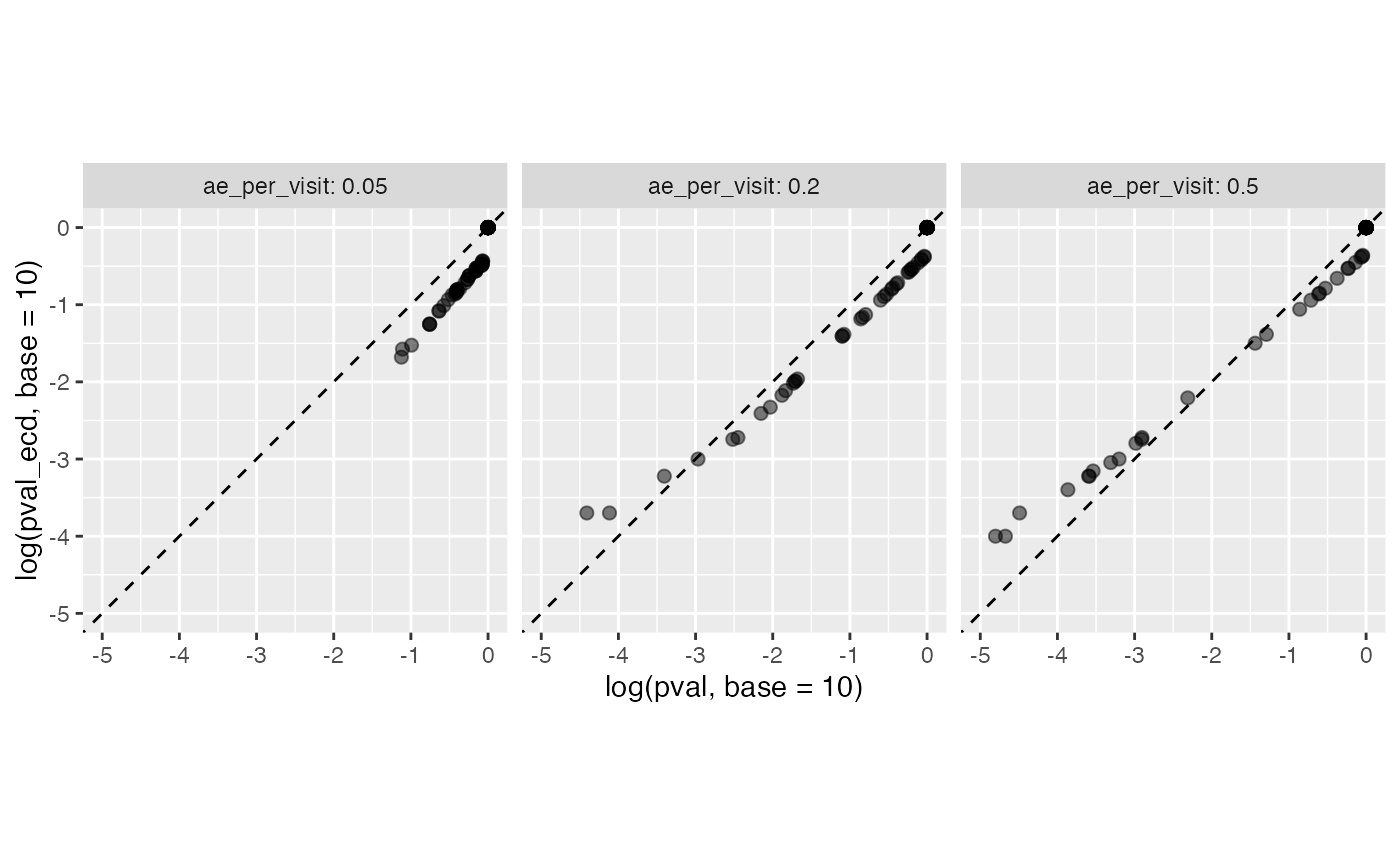 ae_per_visit: 0.05
ae_per_visit: 0.2
ae_per_visit: 0.5
log(pval_ecd, base = 10)
0
-1
-2
-3
-4
-5
-5 -4 -3 -2 -1 0
-5 -4 -3 -2 -1 0
-5 -4 -3 -2 -1 0
log(pval, base = 10)